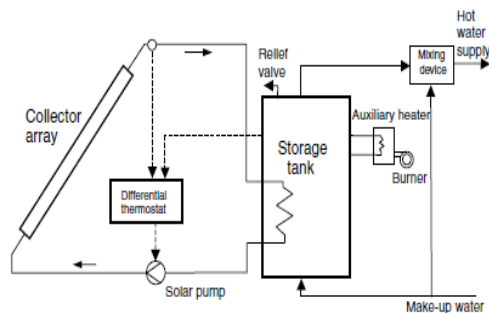 Hot
water
supply
Mixing
device
Relief
valve
Collector
array
Auxiliary heater
Storage
tank
Burner
Differential
thermostat
Solar pump
Make-up water